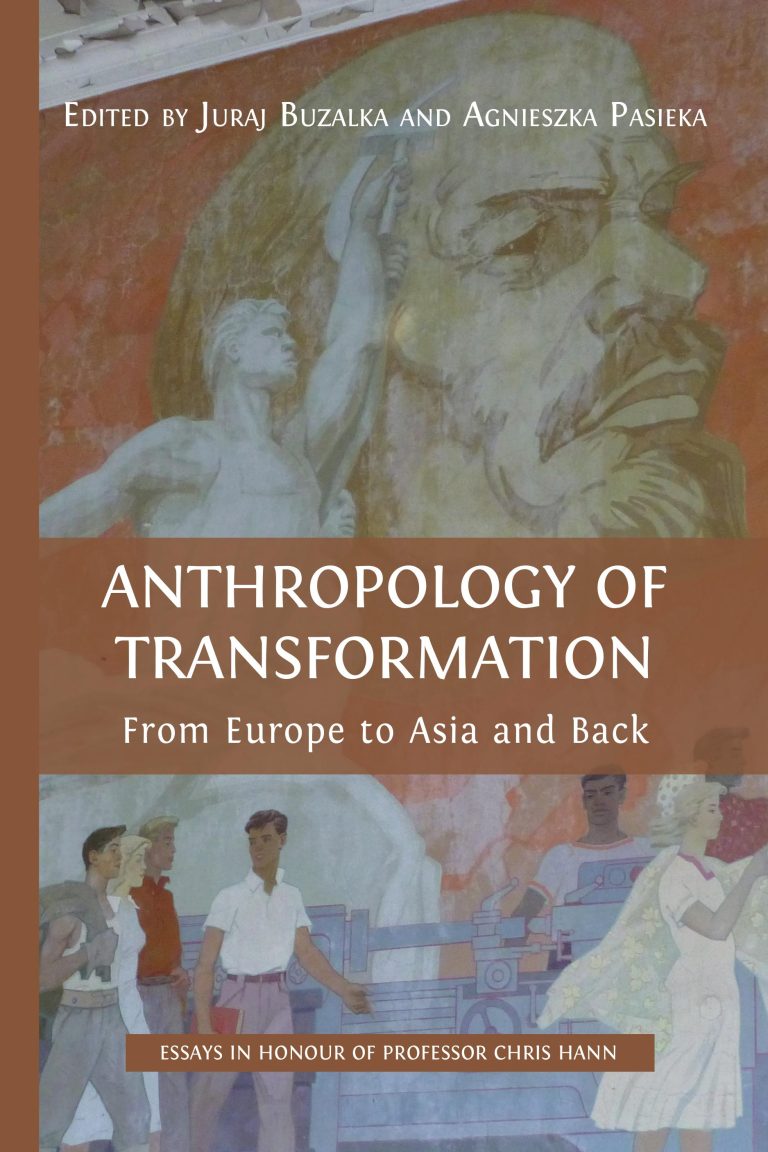 Edited by Juraj Buzalka and Agnieszka Pasieka
ANTHROPOLOGY OF
TRANSFORMATION
From Europe to Asia and Back
ESSAYS IN HONOUR OF PROFESSOR CHRIS HANN